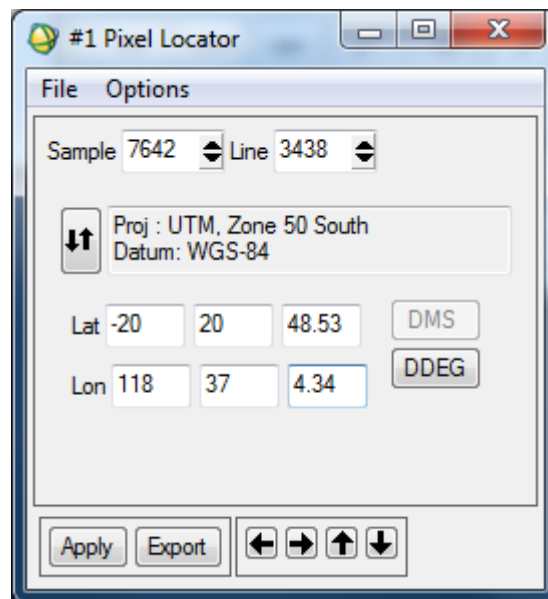 #1 Pixel Locator
File Options
Sample 7642 Line 3438
Proj : UTM, Zone 50 South
Datum: WGS-84
Lat -20 20 48.53 DMS
Lon 118 37 4.34 DDEG
Apply Export